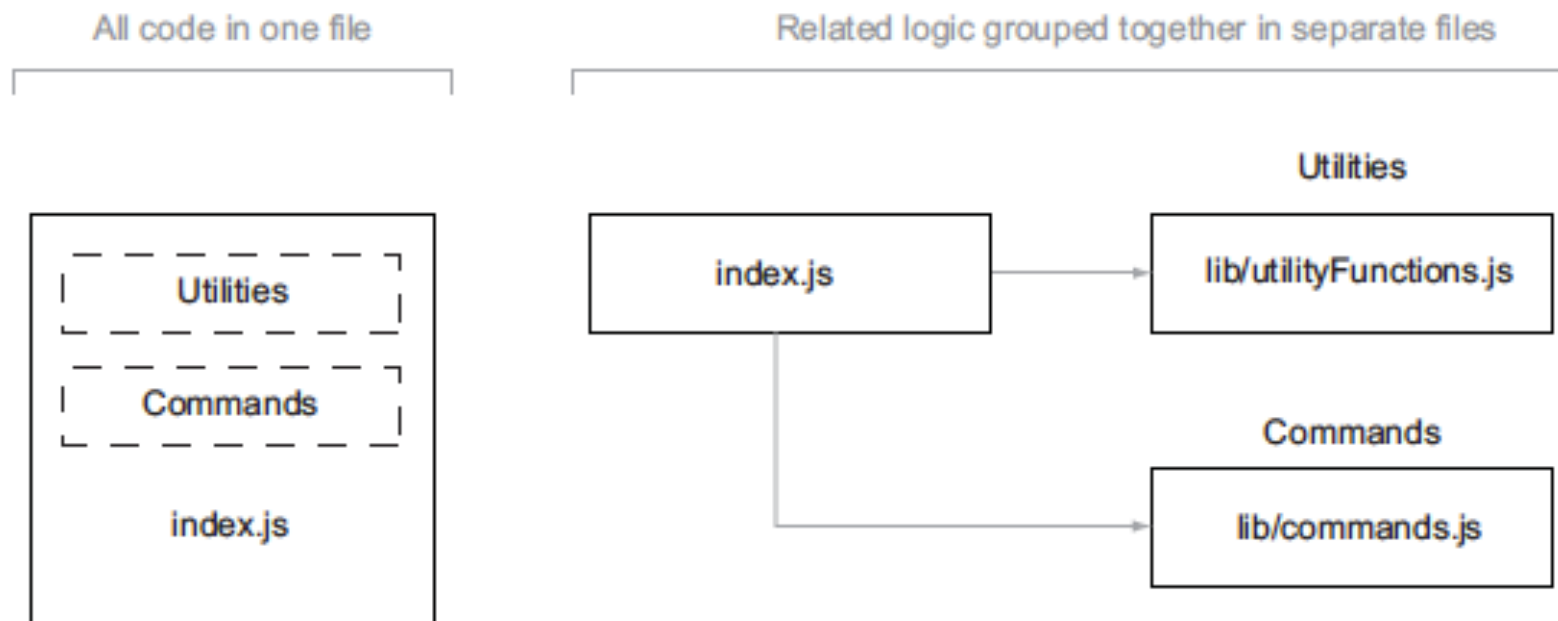 All code in one file
Related logic grouped together in separate files
Utilities
Commands
index.js
index.js
Utilities
lib/utilityFunctions.js
Commands
lib/commands.js